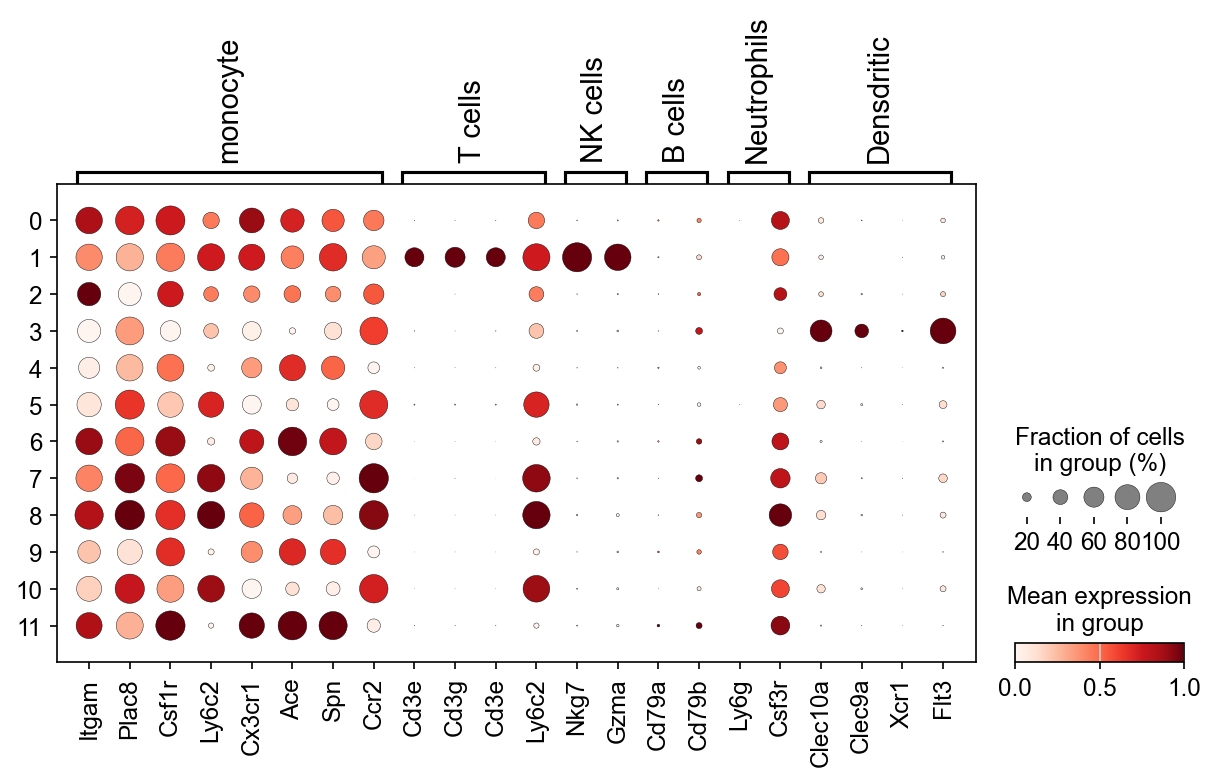 monocyte
T cells
NK cells
B cells
Neutrophils
Densdritic
0
1
2
3
4
5
6
7
8
9
10
11
Itgam
Plac8
Csf1r
Ly6c2
Cx3cr1
Ace
Spn
Ccr2
Cd3e
Cd3g
Cd3e
Ly6c2
Nkg7
Gzma
Cd79a
Cd79b
Ly6g
Csf3r
Clec10a
Clec9a
Xcr1
Flt3
Fraction of cells
in group (%)
20 40 60 80 100
Mean expression
in group
0.0 0.5 1.0